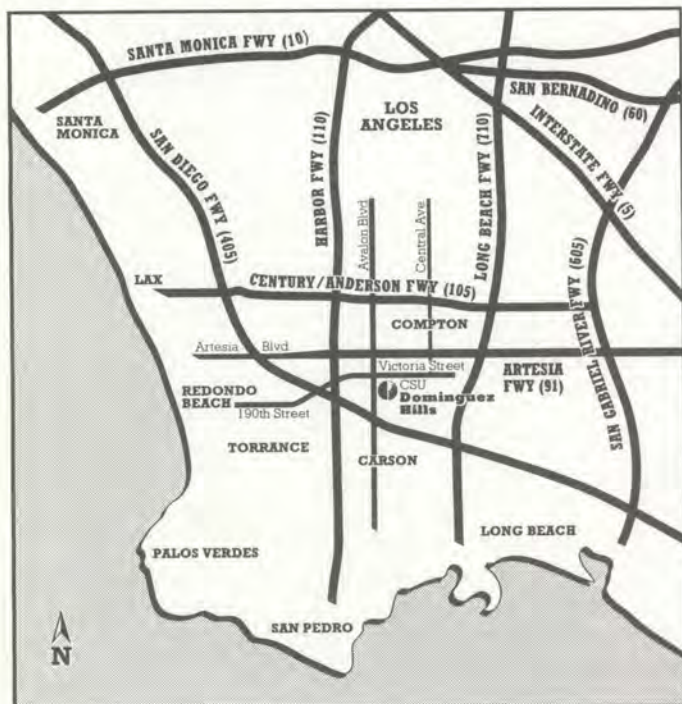 SANTA MONICA FWY (10)
SAN BERNADINO (60)
SANTA
MONICA
LOS
ANGELES
INTERSTATE FWY (5)
SAN DIEGO FWY (405)
HARBOR FWY (110)
LONG BEACH FWY (710)
Avalon Blvd
Central Ave.
SAN GABRIEL RIVER FWY (605)
LAX
CENTURY/ANDERSON FWY (105)
COMPTON
Artesia Blvd.
Victoria Street
ARTESIA
FWY (91)
REDONDO
BEACH
190th Street
CSU
Dominguez
Hills
TORRANCE
CARSON
LONG BEACH
PALOS VERDES
SAN PEDRO
N